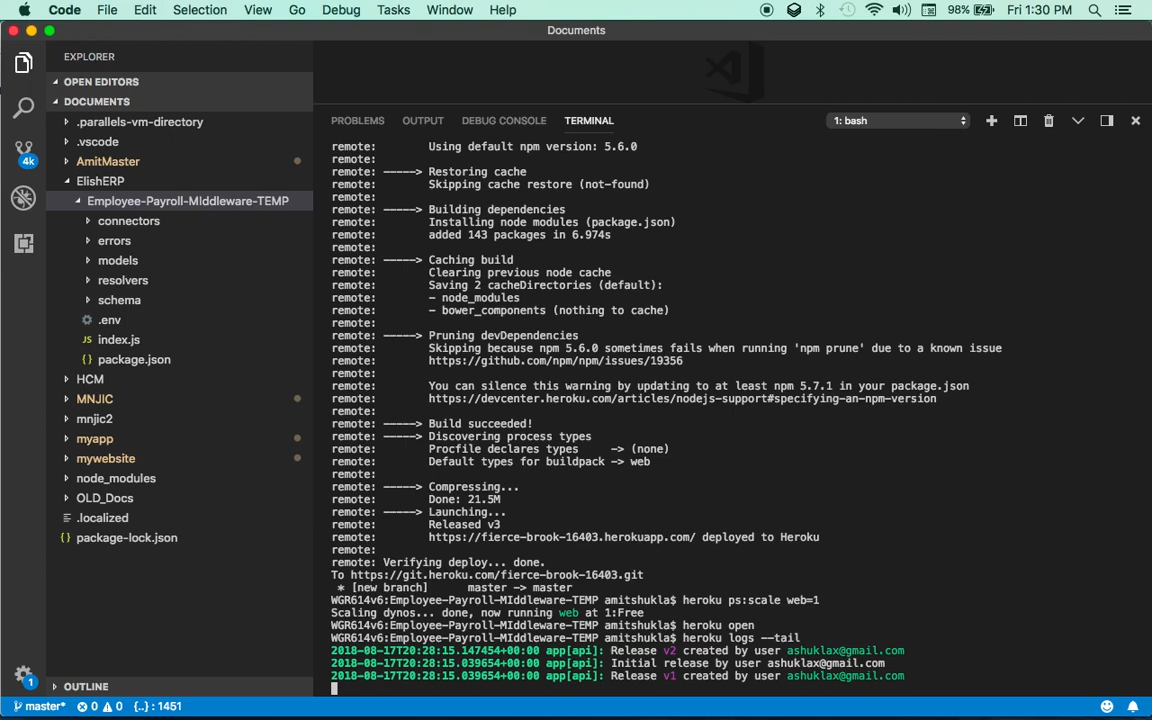 Code File Edit Selection View Go Debug Tasks Window Help 98% Fri 1:30 PM
Documents
EXPLORER
OPEN EDITORS
DOCUMENTS
.parallels-vm-directory
.vscode
4k
AmitMaster
ElishERP
Employee-Payroll-MIddleware-TEMP
connectors
errors
models
resolvers
schema
.env
JS index.js
{ } package.json
HCM
MNJIC
mnjic2
myapp
mywebsite
node_modules
OLD_Docs
.localized
{} package-lock.json
OUTLINE
1
PROBLEMS OUTPUT DEBUG CONSOLE TERMINAL 1: bash
remote: Using default npm version: 5.6.0
remote:
remote: -----> Restoring cache
remote: Skipping cache restore (not-found)
remote:
remote: -----> Building dependencies
remote: Installing node modules (package.json)
remote: added 143 packages in 6.974s
remote:
remote: -----> Caching build
remote: Clearing previous node cache
remote: Saving 2 cacheDirectories (default):
remote: - node_modules
remote: - bower_components (nothing to cache)
remote:
remote: -----> Pruning devDependencies
remote: Skipping because npm 5.6.0 sometimes fails when running 'npm prune' due to a known issue
remote: https://github.com/npm/npm/issues/19356
remote:
remote: You can silence this warning by updating to at least npm 5.7.1 in your package.json
remote: https://devcenter.heroku.com/articles/nodejs-support#specifying-an-npm-version
remote:
remote: -----> Build succeeded!
remote: -----> Discovering process types
remote: Procfile declares types -> (none)
remote: Default types for buildpack -> web
remote:
remote: -----> Compressing...
remote: Done: 21.5M
remote: -----> Launching...
remote: Released v3
remote: https://fierce-brook-16403.herokuapp.com/ deployed to Heroku
remote:
remote: Verifying deploy... done.
To https://git.heroku.com/fierce-brook-16403.git
* [new branch] master -> master
WGR614v6:Employee-Payroll-MIddleware-TEMP amitshukla$ heroku ps:scale web=1
Scaling dynos... done, now running web at 1:Free
WGR614v6:Employee-Payroll-MIddleware-TEMP amitshukla$ heroku open
WGR614v6:Employee-Payroll-MIddleware-TEMP amitshukla$ heroku logs --tail
2018-08-17T20:28:15.147454+00:00 app[api]: Release v2 created by user ashuklax@gmail.com
2018-08-17T20:28:15.039654+00:00 app[api]: Initial release by user ashuklax@gmail.com
2018-08-17T20:28:15.039654+00:00 app[api]: Release v1 created by user ashuklax@gmail.com
master* 0 0 {..} : 1451